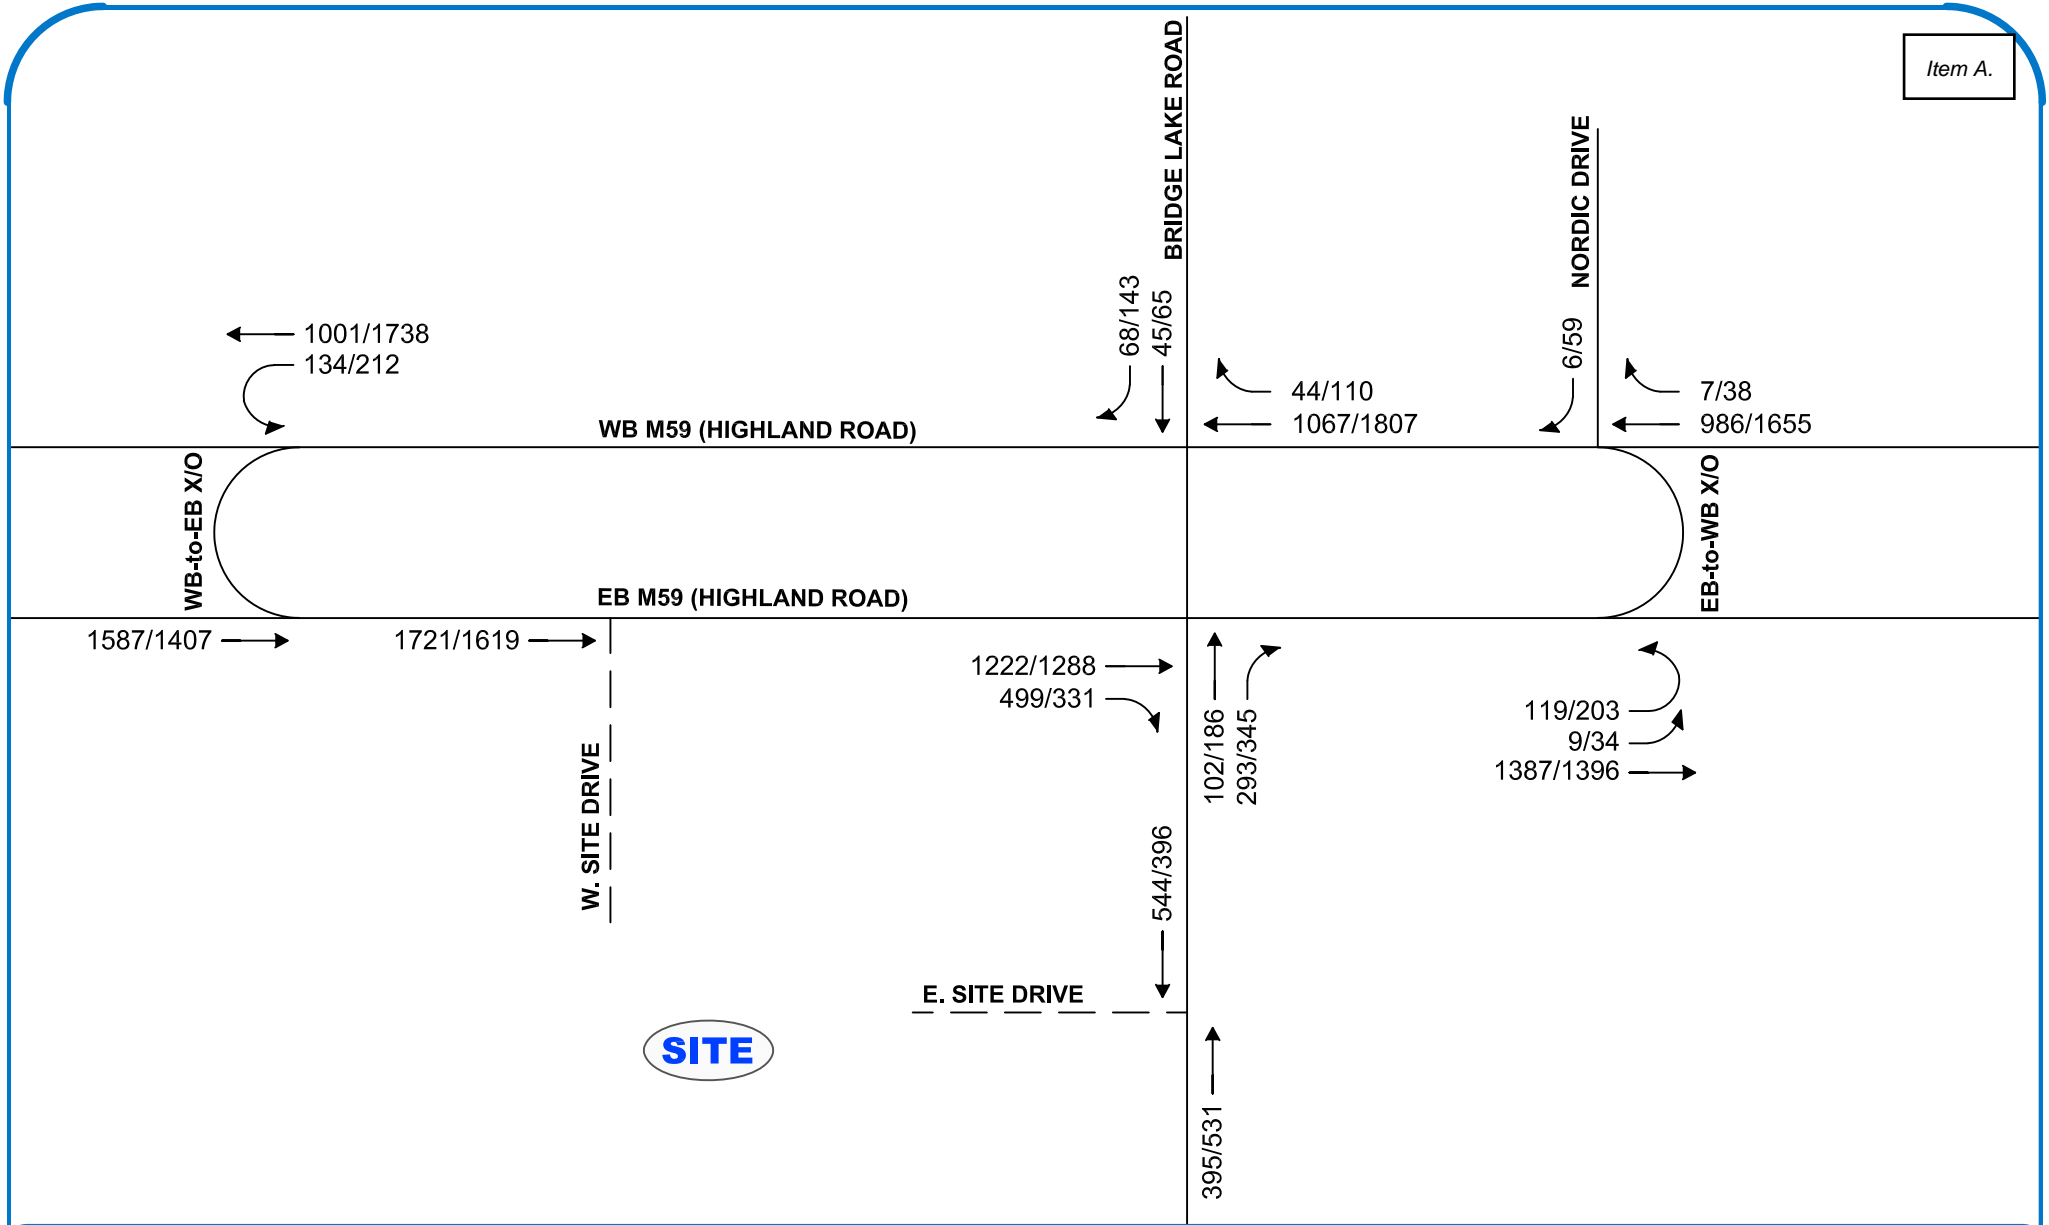 Item A.
BRIDGE LAKE ROAD
NORDIC DRIVE
1001/1738
134/212
68/143
45/65
44/110
1067/1807
6/59
7/38
986/1655
WB M59 (HIGHLAND ROAD)
WB-to-EB X/O
EB-to-WB X/O
EB M59 (HIGHLAND ROAD)
1587/1407
1721/1619
1222/1288
499/331
102/186
293/345
119/203
9/34
1387/1396
W. SITE DRIVE
544/396
E. SITE DRIVE
SITE
395/531